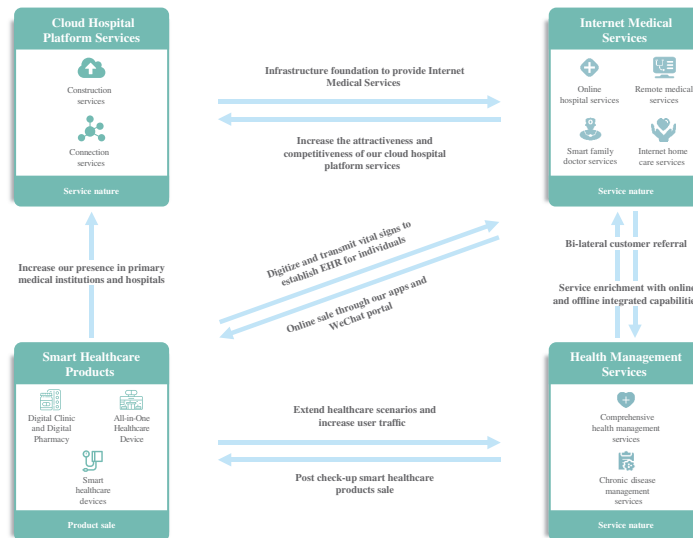 Cloud Hospital
Platform Services
Construction
services
Connection
services
Service nature
Infrastructure foundation to provide Internet
Medical Services
Increase the attractiveness and
competitiveness of our cloud hospital
platform services
Internet Medical
Services
Online
hospital services
Remote medical
services
Smart family
doctor services
Internet home
care services
Service nature
Increase our presence in primary
medical institutions and hospitals
Digitize and transmit vital signs to
establish EHR for individuals
Online sale through our apps and
WeChat portal
Bi-lateral customer referral
Service enrichment with online
and offline integrated capabilitie
Smart Healthcare
Products
Digital Clinic
and Digital
Pharmacy
All-in-One
Healthcare
Device
Smart
healthcare
devices
Product sale
Extend healthcare scenarios and
increase user traffic
Post check-up smart healthcare
products sale
Health Management
Services
Comprehensive
health management
services
Chronic disease
management
services
Service nature